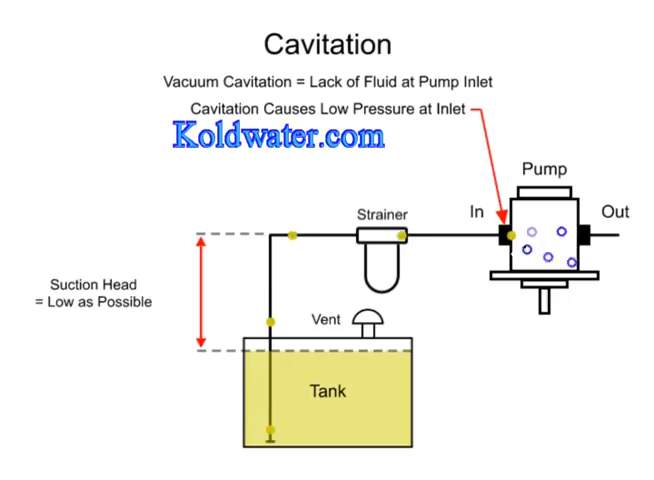 Cavitation
Vacuum Cavitation = Lack of Fluid at Pump Inlet
Cavitation Causes Low Pressure at Inlet
Koldwater.com
Pump
Strainer
In
Out
Suction Head
= Low as Possible
Vent
Tank